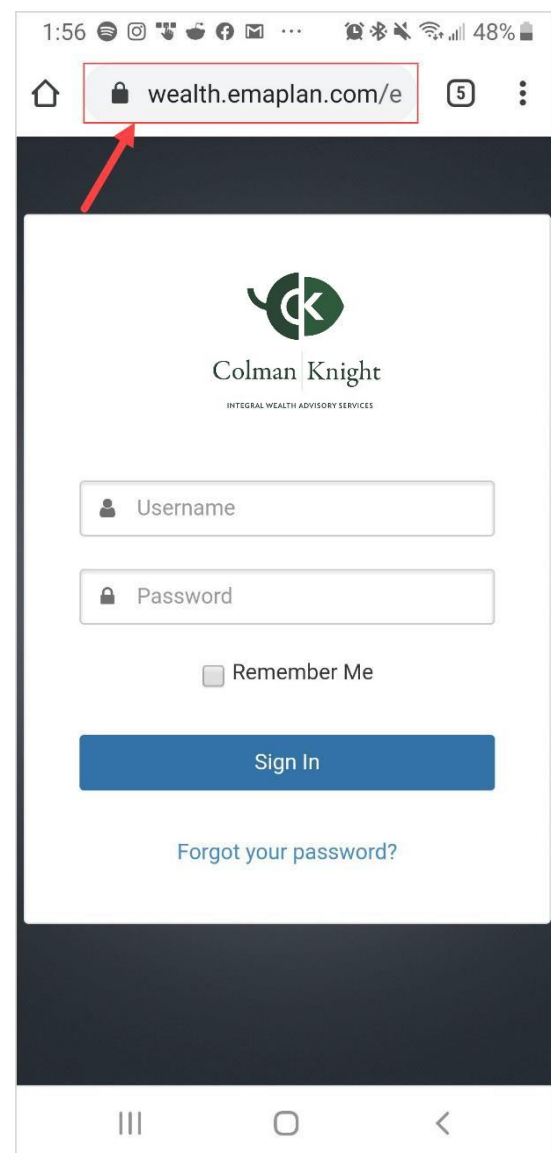 1:56 48%
wealth.emaplan.com/e 5
CK
Colman Knight
INTEGRAL WEALTH ADVISORY SERVICES
Username
Password
Remember Me
Sign In
Forgot your password?